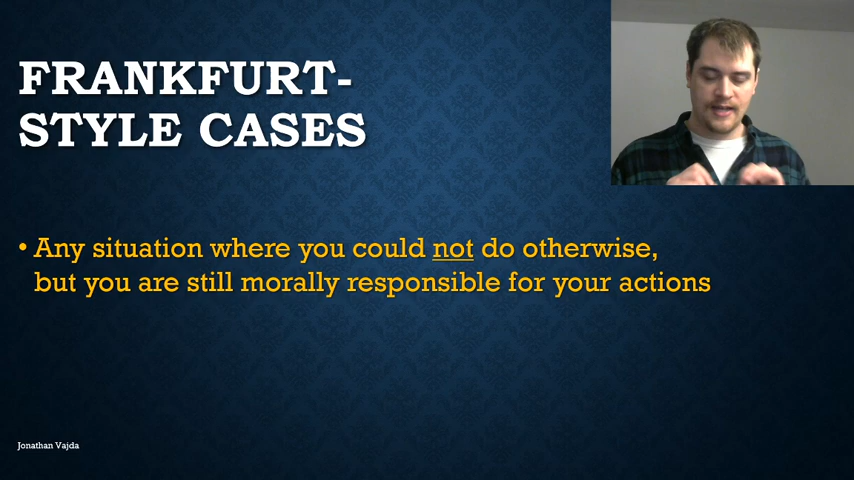 FRANKFURT-
STYLE CASES
• Any situation where you could not do otherwise,
but you are still morally responsible for your actions
Jonathan Vajda